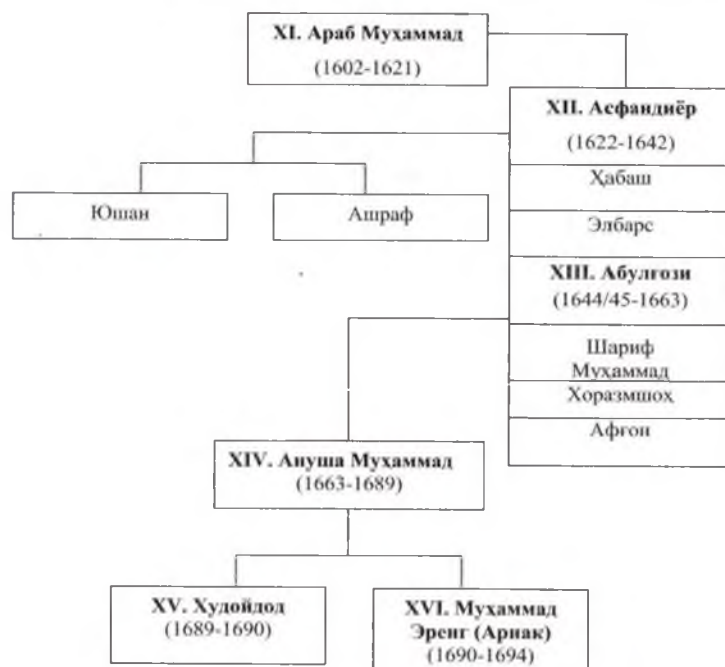 XI. Араб Муҳаммад
(1602-1621)
XII. Асфандиёр
(1622-1642)
Ҳабаш
Элбарс
Юшан
Ашраф
XIII. Абулғози
(1644/45-1663)
Шариф
Муҳаммад
Хоразмшоҳ
Афғон
XIV. Ануша Муҳаммад
(1663-1689)
XV. Худойдод
(1689-1690)
XVI. Муҳаммад
Эренг (Арнак)
(1690-1694)